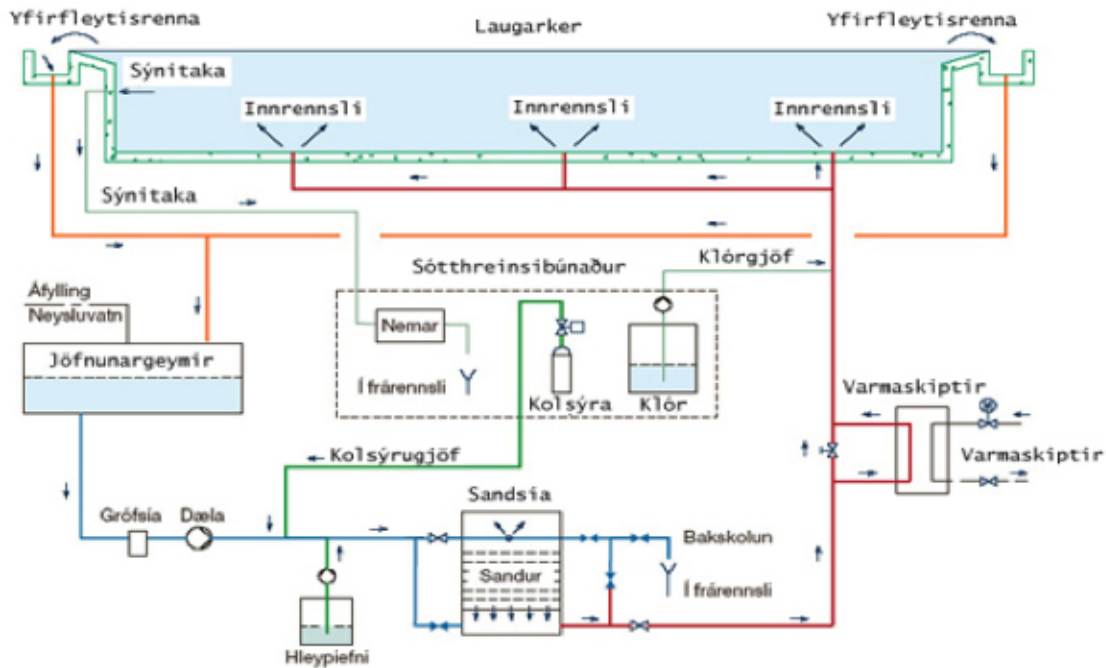 Yfirfleytisrenna
Laugarker
Yfirfleytisrenna
Sýnitaka
Innrennsli
Innrennsli
Innrennsli
Sýnitaka
Klórgjöf
Sótthreinsibúnaður
Áfylling
Neysluvatn
Nemar
Jöfnunargeymir
Í frárennsli
Kolsýra
Klór
Varmaskiptir
Kolsýrugjöf
Varmaskiptir
Sandsía
Grófsía
Dæla
Bakskolun
Sandur
Í frárennsli
Hleypiefni